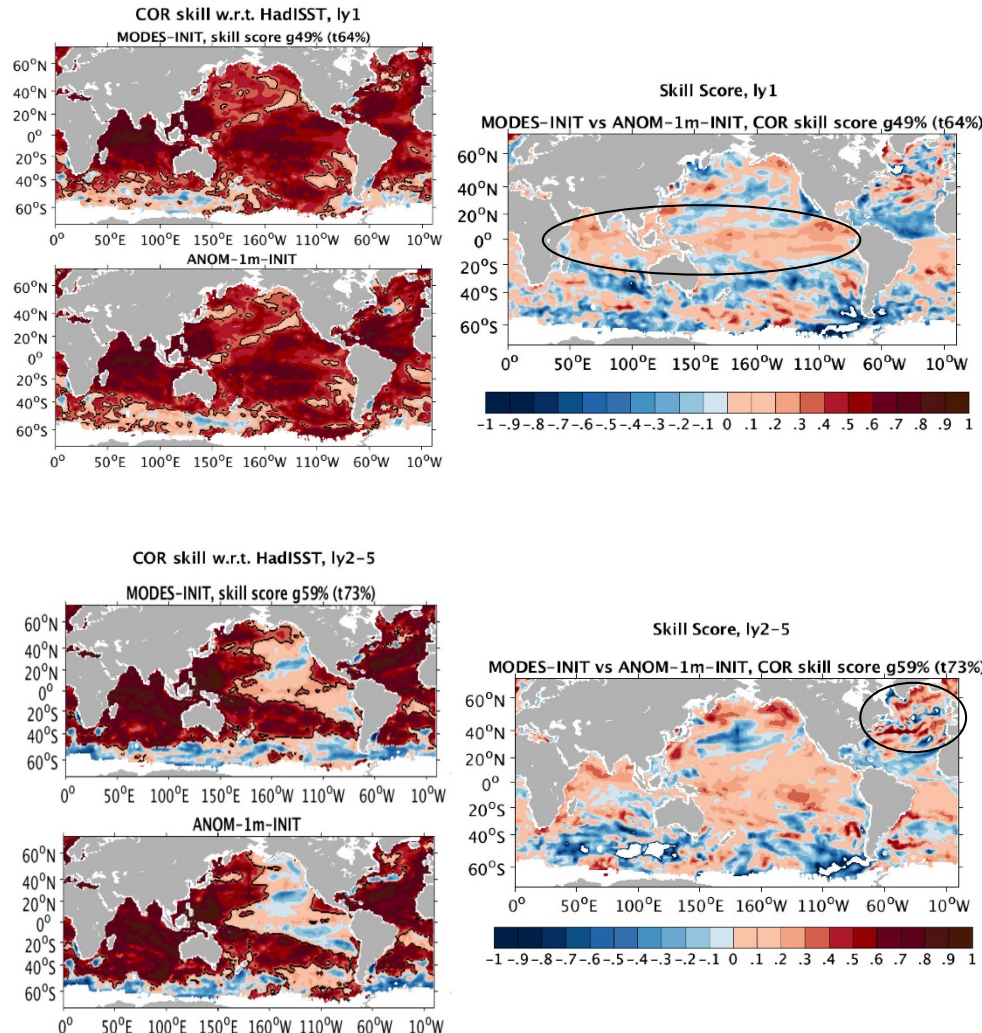 COR skill w.r.t. HadISST, ly1
MODES-INIT, skill score g49% (t64%)
60°N
40°N
20°N
0°
20°S
40°S
60°S
0° 50°E 100°E 150°E 160°W 110°W 60°W 10°W
ANOM-1m-INIT
60°N
40°N
20°N
0°
20°S
40°S
60°S
0° 50°E 100°E 150°E 160°W 110°W 60°W 10°W
Skill Score, ly1
MODES-INIT vs ANOM-1m-INIT, COR skill score g49% (t64%)
60°N
40°N
20°N
0°
20°S
40°S
60°S
0° 50°E 100°E 150°E 160°W 110°W 60°W 10°W
-1 -.9 -.8 -.7 -.6 -.5 -.4 -.3 -.2 -.1 0 .1 .2 .3 .4 .5 .6 .7 .8 .9 1
COR skill w.r.t. HadISST, ly2-5
MODES-INIT, skill score g59% (t73%)
60°N
40°N
20°N
0°
20°S
40°S
60°S
0° 50°E 100°E 150°E 160°W 110°W 60°W 10°W
ANOM-1m-INIT
60°N
40°N
20°N
0°
20°S
40°S
60°S
0° 50°E 100°E 150°E 160°W 110°W 60°W 10°W
Skill Score, ly2-5
MODES-INIT vs ANOM-1m-INIT, COR skill score g59% (t73%)
60°N
40°N
20°N
0°
20°S
40°S
60°S
0° 50°E 100°E 150°E 160°W 110°W 60°W 10°W
-1 -.9 -.8 -.7 -.6 -.5 -.4 -.3 -.2 -.1 0 .1 .2 .3 .4 .5 .6 .7 .8 .9 1